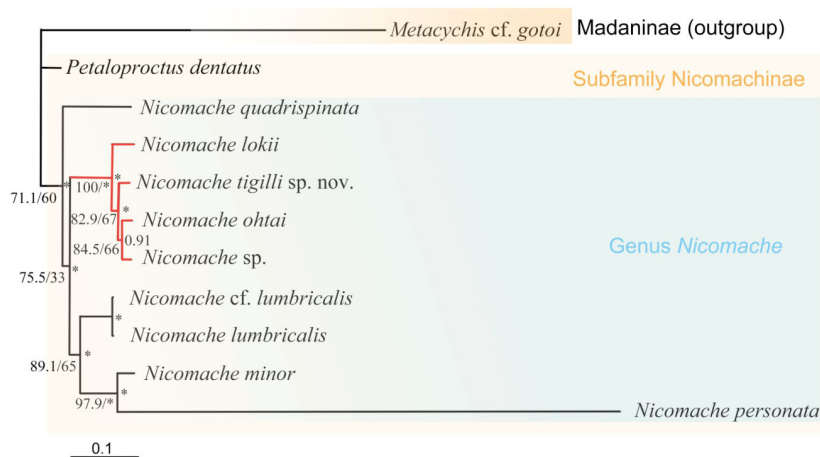 Metacychis cf. gotoi Madaninae (outgroup)
Petaloproctus dentatus
Subfamily Nicomachinae
Nicomache quadrispinata
Nicomache lokii
100/* *
Nicomache tigilli sp. nov.
71.1/60 *
82.9/67 *
Nicomache ohtai
84.5/66 0.91
Genus Nicomache
Nicomache sp.
75.5/33 *
Nicomache cf. lumbricalis
*
Nicomache lumbricalis
89.1/65 *
Nicomache minor
97.9/* *
Nicomache personata
0.1